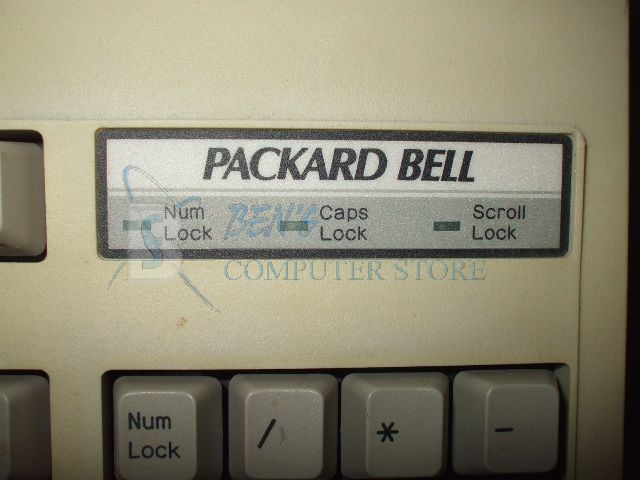 PACKARD BELL
Num Lock
Caps Lock
Scroll Lock
BEN'S
COMPUTER STORE
Num Lock
/
*
-